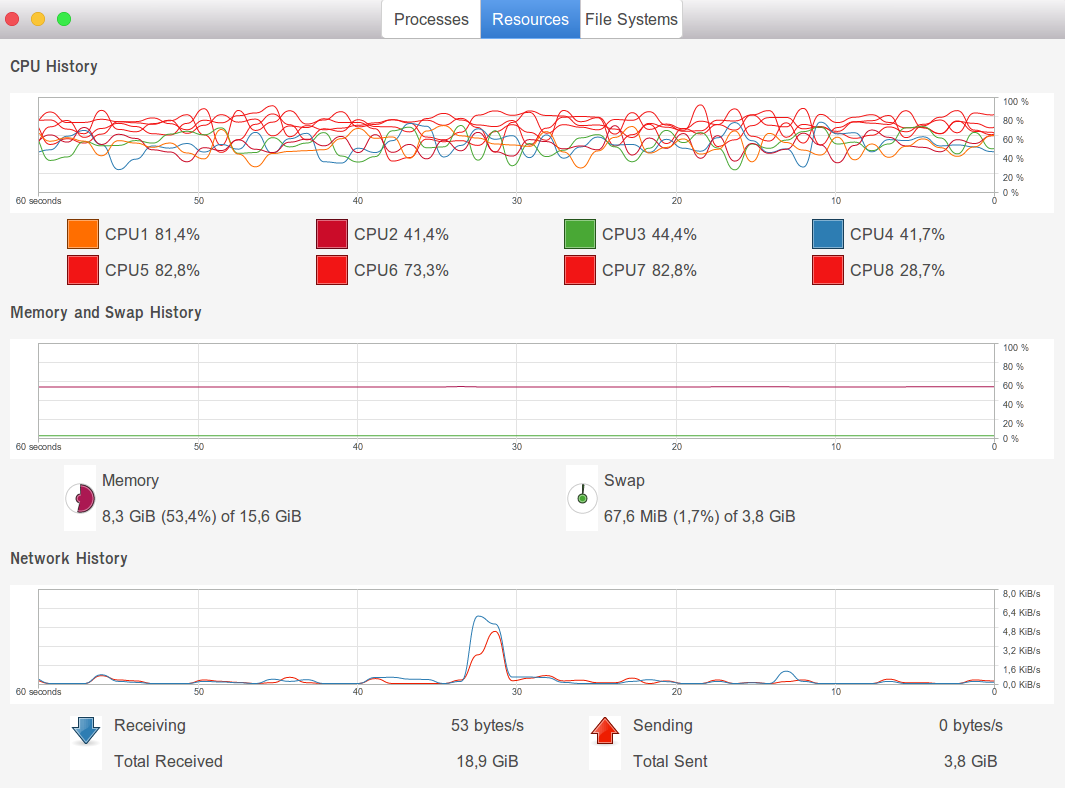 Processes Resources File Systems
CPU History
100 %
80 %
60 %
40 %
20 %
0 %
60 seconds 50 40 30 20 10 0
CPU1 81,4% CPU2 41,4% CPU3 44,4% CPU4 41,7%
CPU5 82,8% CPU6 73,3% CPU7 82,8% CPU8 28,7%
Memory and Swap History
100 %
80 %
60 %
40 %
20 %
0 %
60 seconds 50 40 30 20 10 0
Memory Swap
8,3 GiB (53,4%) of 15,6 GiB 67,6 MiB (1,7%) of 3,8 GiB
Network History
8,0 KiB/s
6,4 KiB/s
4,8 KiB/s
3,2 KiB/s
1,6 KiB/s
0,0 KiB/s
60 seconds 50 40 30 20 10 0
Receiving 53 bytes/s Sending 0 bytes/s
Total Received 18,9 GiB Total Sent 3,8 GiB